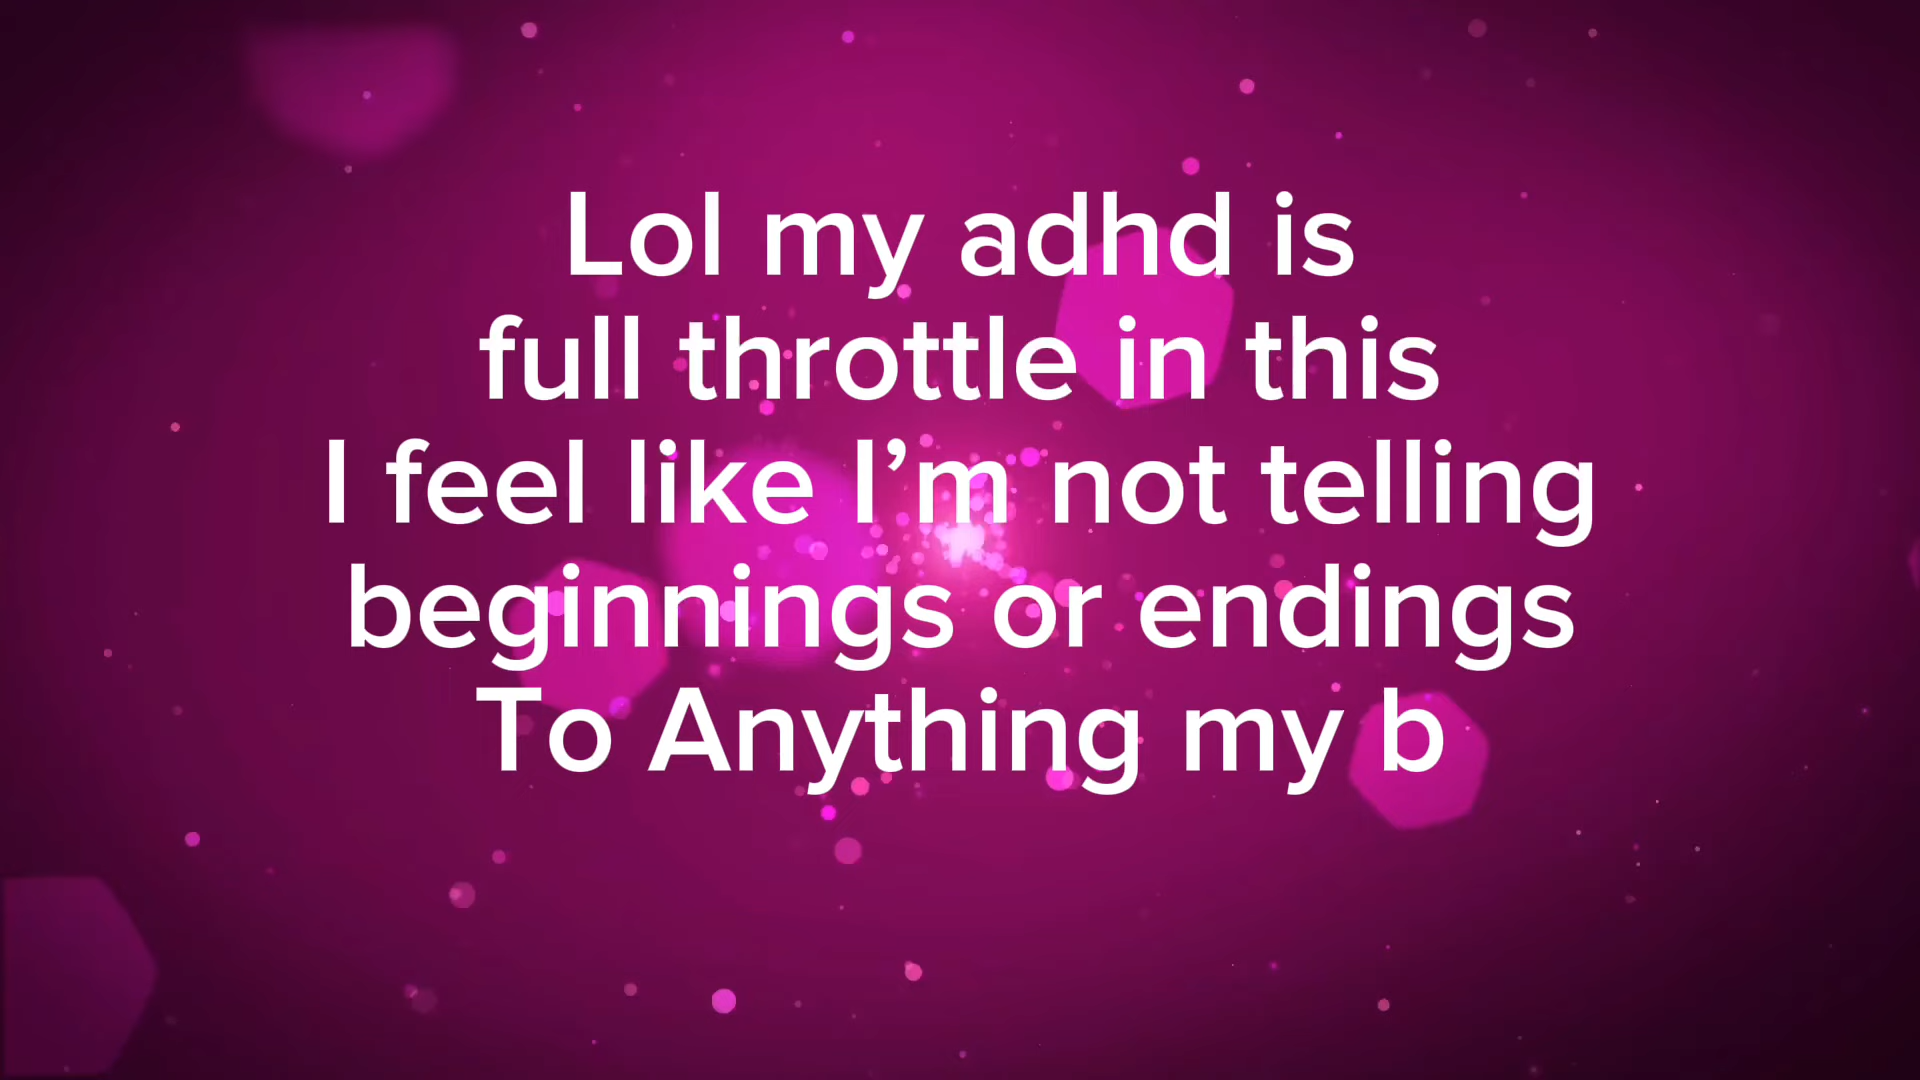 Lol my adhd is
full throttle in this
I feel like I’m not telling
beginnings or endings
To Anything my b